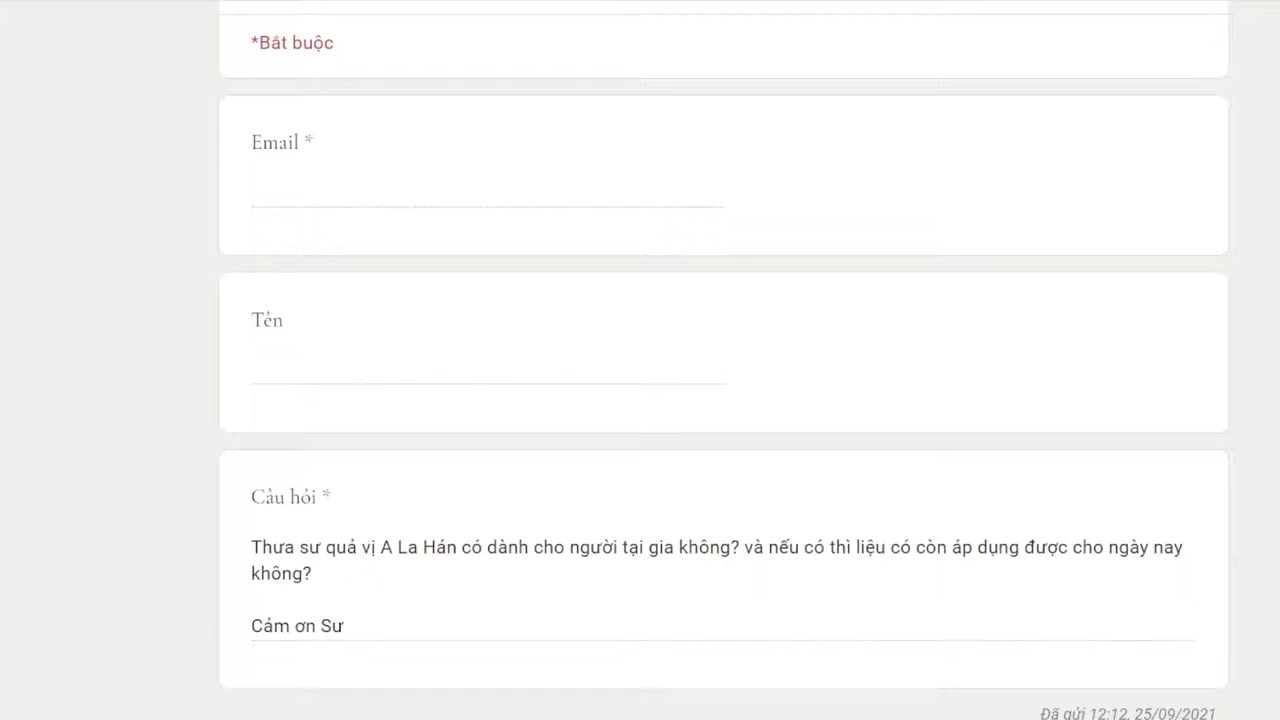 *Bắt buộc
Email *
Tên
Câu hỏi *
Thưa sư quả vị A La Hán có dành cho người tại gia không? và nếu có thì liệu có còn áp dụng được cho ngày nay
không?
Cảm ơn Sư
Đã gửi 12:12, 25/09/2021